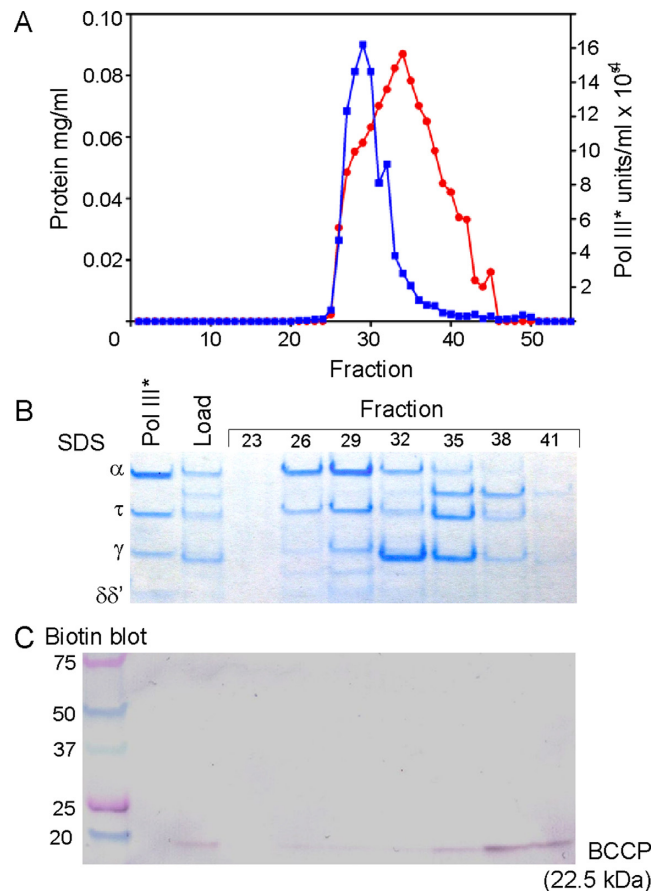 A
0.10
0.08
0.06
0.04
0.02
Protein mg/ml
16
14
12
10
8
6
4
2
Pol III* units/ml x
0
10
20
30
40
50
Fraction
B
SDS
Pol III*
Load
Fraction
23 26 29 32 35 38 41
α
τ
γ
δδ'
C Biotin blot
75
50
37
25
20
BCCP
(22.5 kDa)